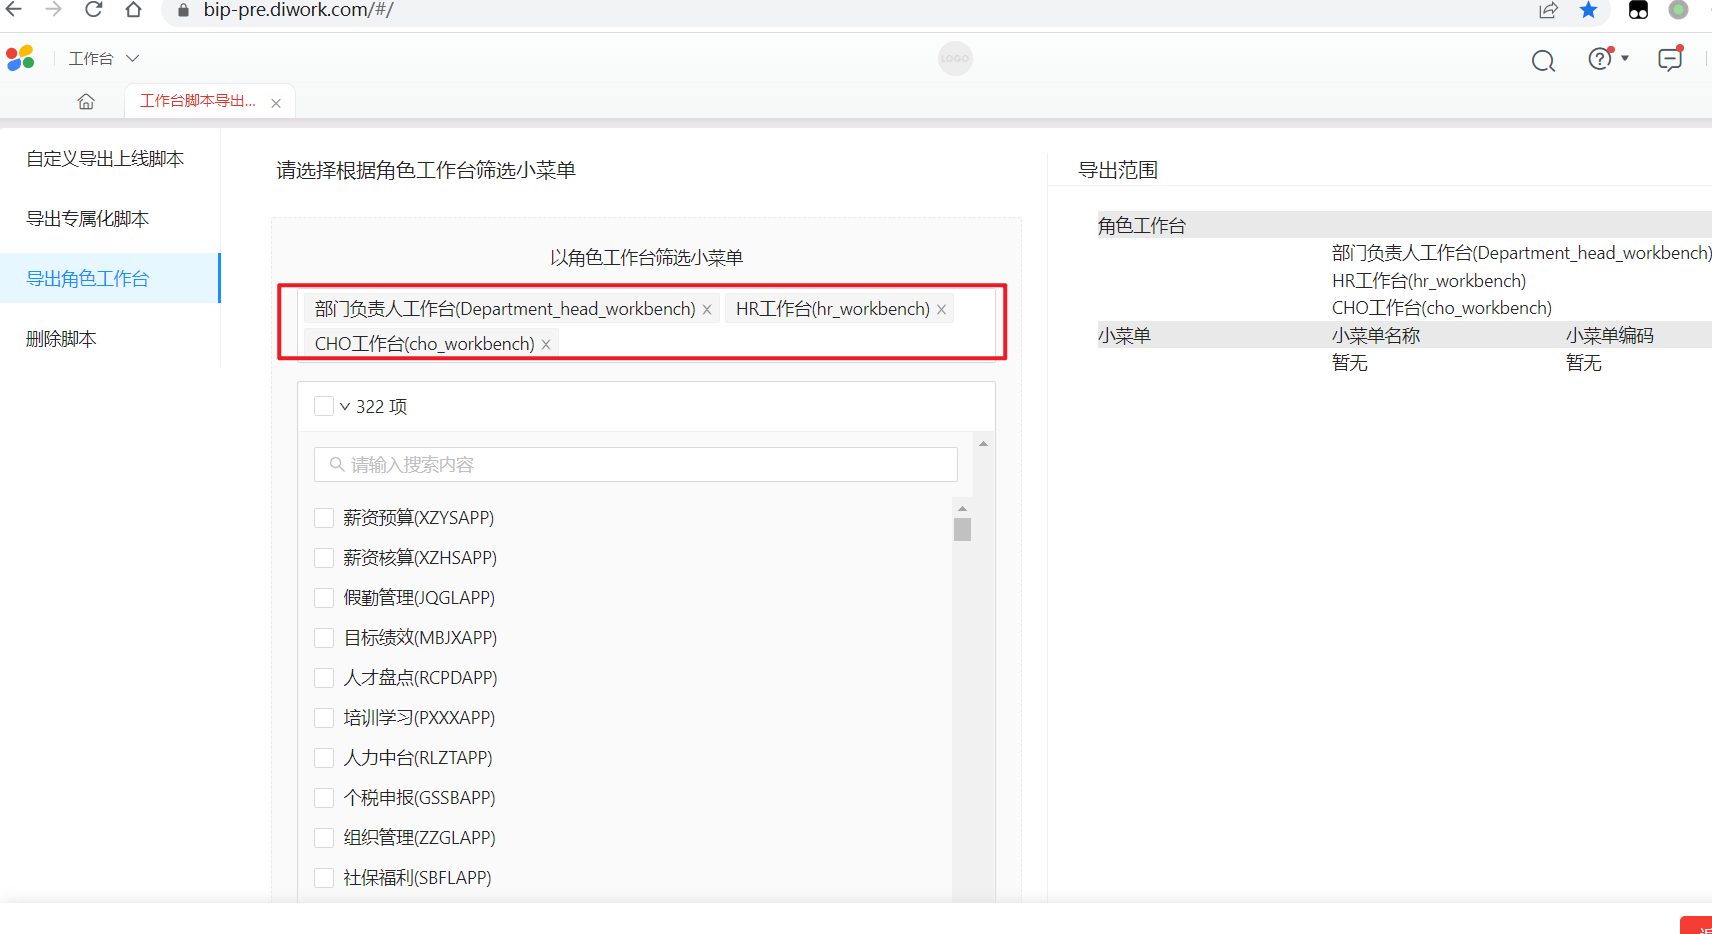 bip-pre.diwork.com/#/
工作台
LOGO
工作台脚本导出...
自定义导出上线脚本
导出专属化脚本
导出角色工作台
删除脚本
请选择根据角色工作台筛选小菜单
以角色工作台筛选小菜单
部门负责人工作台(Department_head_workbench) HR工作台(hr_workbench)
CHO工作台(cho_workbench)
322 项
请输入搜索内容
薪资预算(XZYSAPP)
薪资核算(XZHSAPP)
假勤管理(JQGLAPP)
目标绩效(MBJXAPP)
人才盘点(RCPDAPP)
培训学习(PXXXAPP)
人力中台(RLZTAPP)
个税申报(GSSBAPP)
组织管理(ZZGLAPP)
社保福利(SBFLAPP)
导出范围
角色工作台
部门负责人工作台(Department_head_workbench)
HR工作台(hr_workbench)
CHO工作台(cho_workbench)
小菜单 小菜单名称 小菜单编码
暂无 暂无